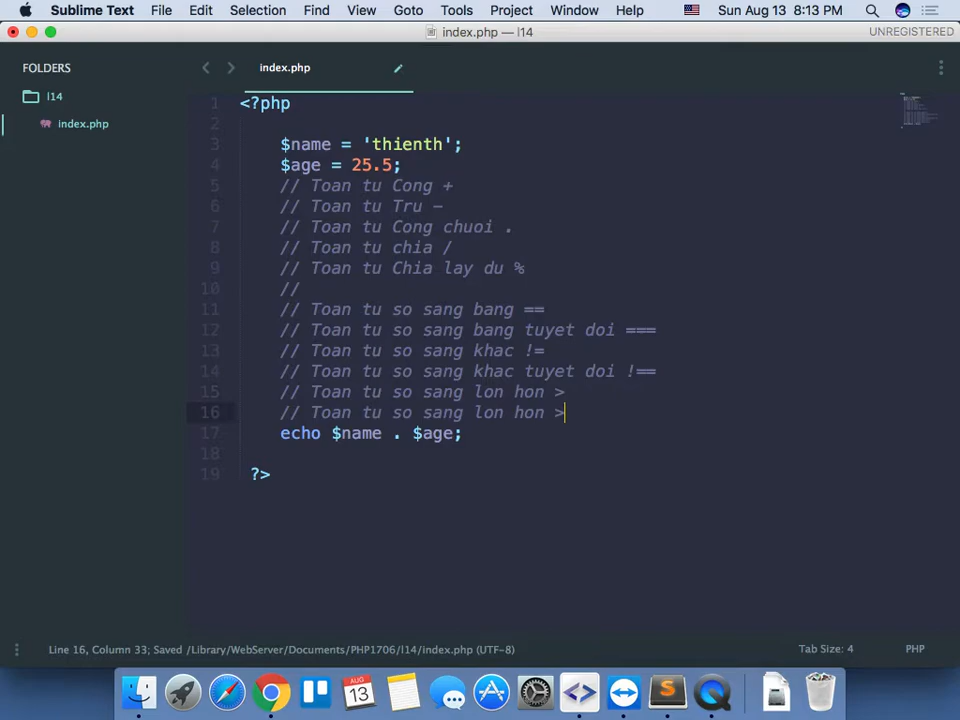 Sublime Text File Edit Selection Find View Goto Tools Project Window Help Sun Aug 13 8:13 PM
index.php — l14 UNREGISTERED
FOLDERS
l14
index.php
index.php
1 <?php
2
3 $name = 'thienth';
4 $age = 25.5;
5 // Toan tu Cong +
6 // Toan tu Tru -
7 // Toan tu Cong chuoi .
8 // Toan tu chia /
9 // Toan tu Chia lay du %
10 //
11 // Toan tu so sang bang ==
12 // Toan tu so sang bang tuyet doi ===
13 // Toan tu so sang khac !=
14 // Toan tu so sang khac tuyet doi !==
15 // Toan tu so sang lon hon >
16 // Toan tu so sang lon hon >
17 echo $name . $age;
18
19 ?>
Line 16, Column 33; Saved /Library/WebServer/Documents/PHP1706/l14/index.php (UTF-8) Tab Size: 4 PHP
AUG
13